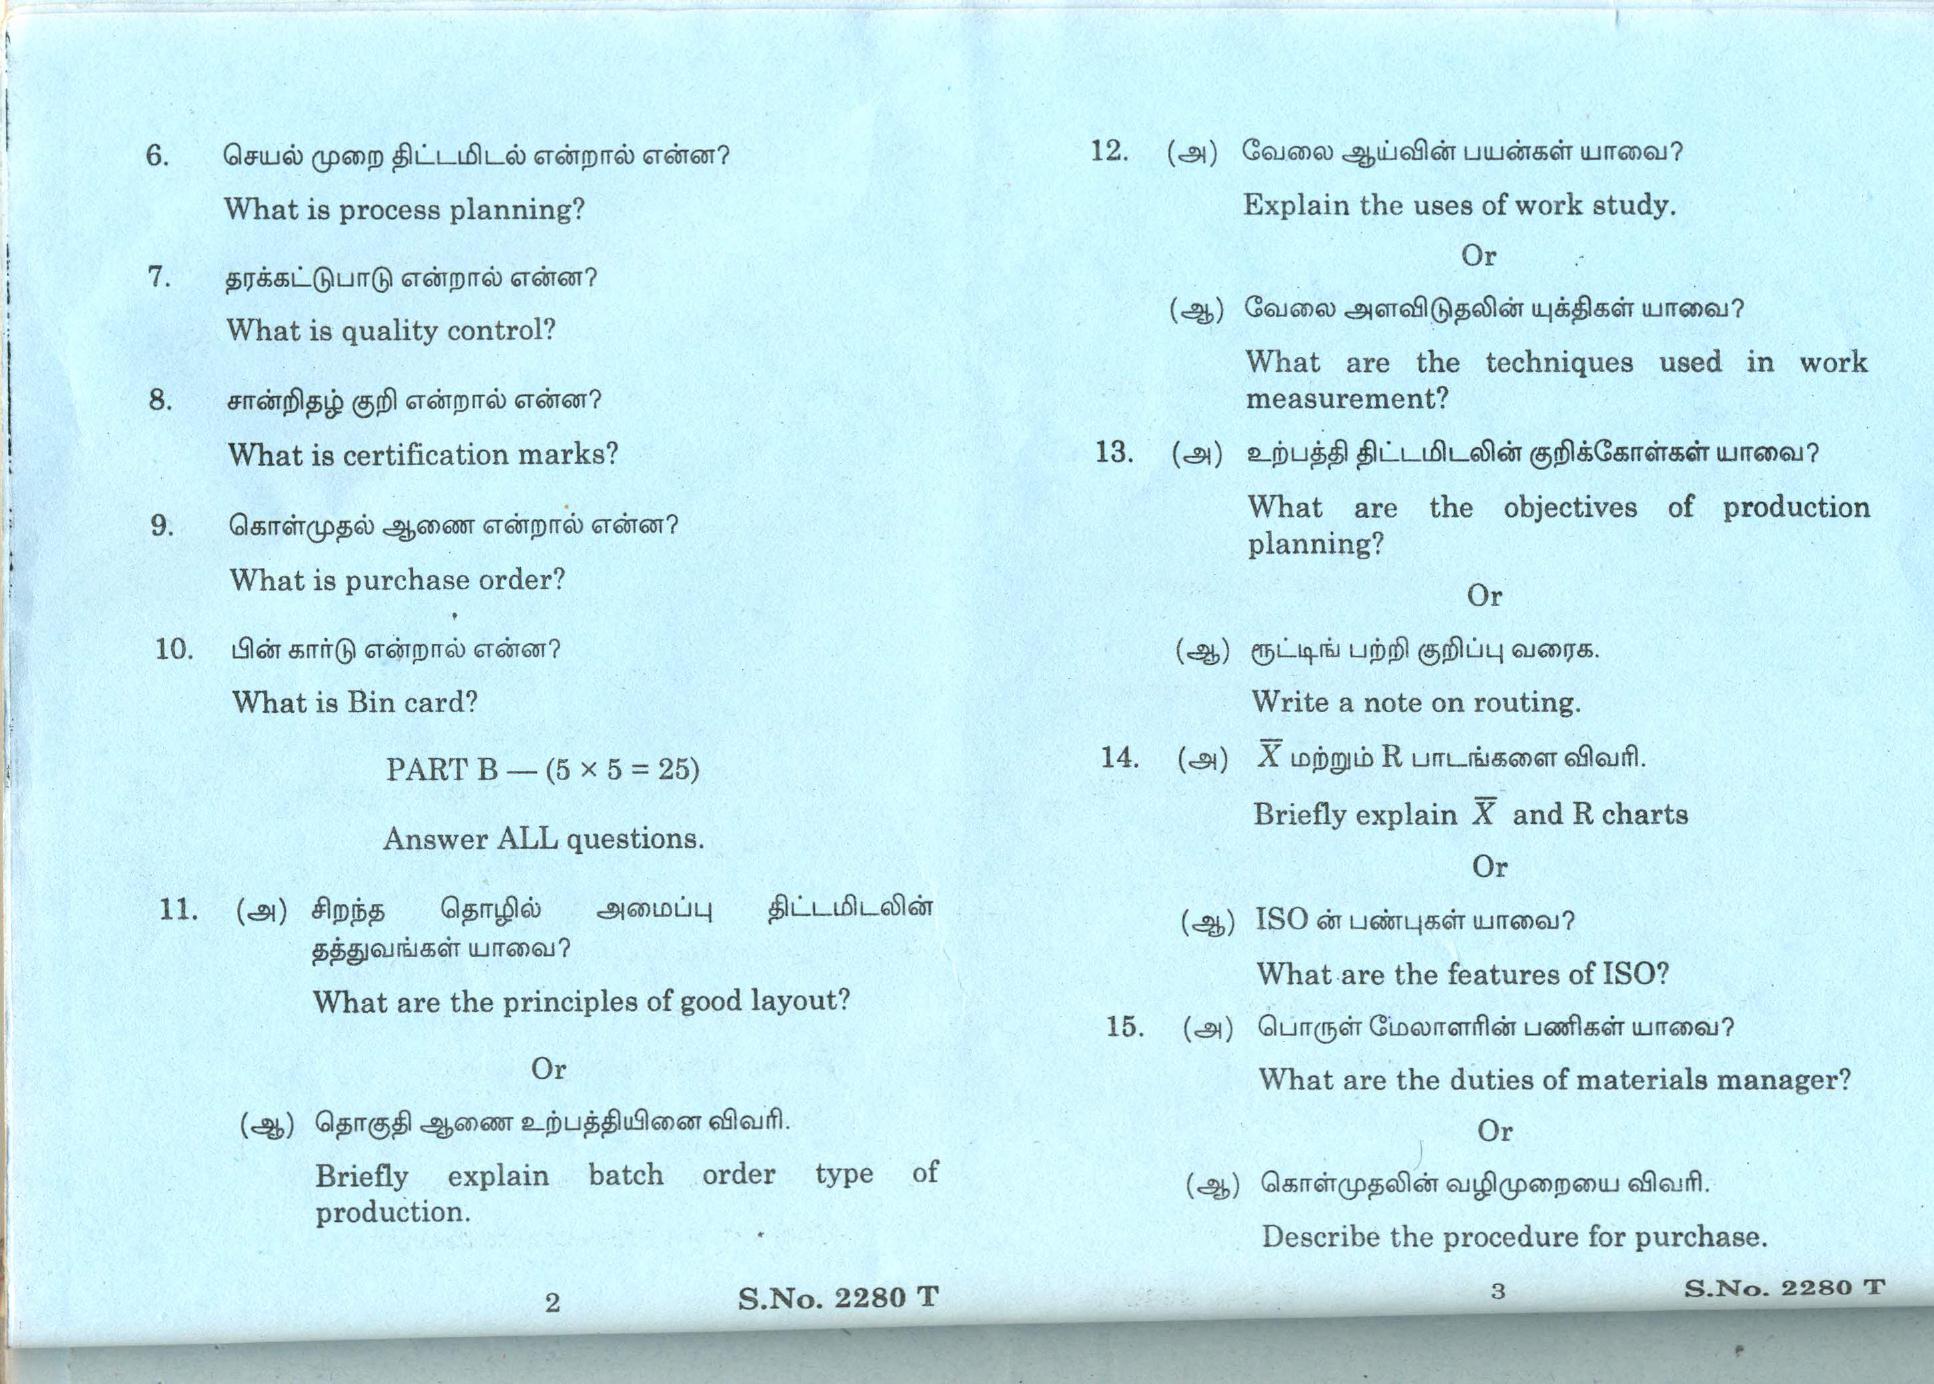 6. செயல் முறை திட்டமிடல் என்றால் என்ன?
What is process planning?
7. தரக்கட்டுபாடு என்றால் என்ன?
What is quality control?
8. சான்றிதழ் குறி என்றால் என்ன?
What is certification marks?
9. கொள்முதல் ஆணை என்றால் என்ன?
What is purchase order?
10. பின் கார்டு என்றால் என்ன?
What is Bin card?
PART B — (5 × 5 = 25)
Answer ALL questions.
11. (அ) சிறந்த தொழில் அமைப்பு திட்டமிடலின்
தத்துவங்கள் யாவை?
What are the principles of good layout?
Or
(ஆ) தொகுதி ஆணை உற்பத்தியினை விவரி.
Briefly explain batch order type of
production.
2 S.No. 2280 T
12. (அ) வேலை ஆய்வின் பயன்கள் யாவை?
Explain the uses of work study.
Or
(ஆ) வேலை அளவிடுதலின் யுக்திகள் யாவை?
What are the techniques used in work
measurement?
13. (அ) உற்பத்தி திட்டமிடலின் குறிக்கோள்கள் யாவை?
What are the objectives of production
planning?
Or
(ஆ) ரூட்டிங் பற்றி குறிப்பு வரைக.
Write a note on routing.
14. (அ) X̅ மற்றும் R பாடங்களை விவரி.
Briefly explain X̅ and R charts
Or
(ஆ) ISO ன் பண்புகள் யாவை?
What are the features of ISO?
15. (அ) பொருள் மேலாளரின் பணிகள் யாவை?
What are the duties of materials manager?
Or
(ஆ) கொள்முதலின் வழிமுறையை விவரி.
Describe the procedure for purchase.
3 S.No. 2280 T